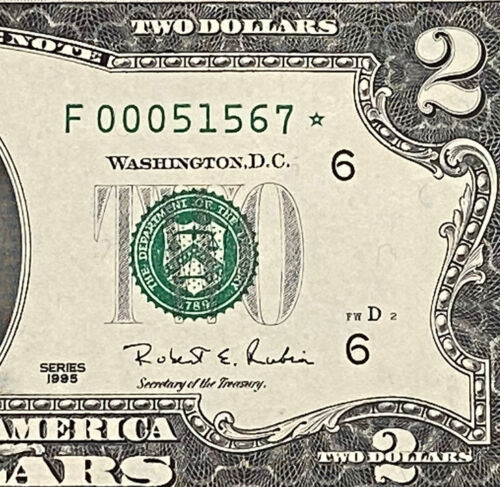 TWO DOLLARS
NOTE
2
F 00051567 ☆
WASHINGTON, D.C.
6
TWO
THE DEPARTMENT OF THE TREASURY
1789
FW D 2
6
Robert E. Rubin
SERIES
1995
Secretary of the Treasury.
AMERICA
2
LARS
TWO DOLLARS